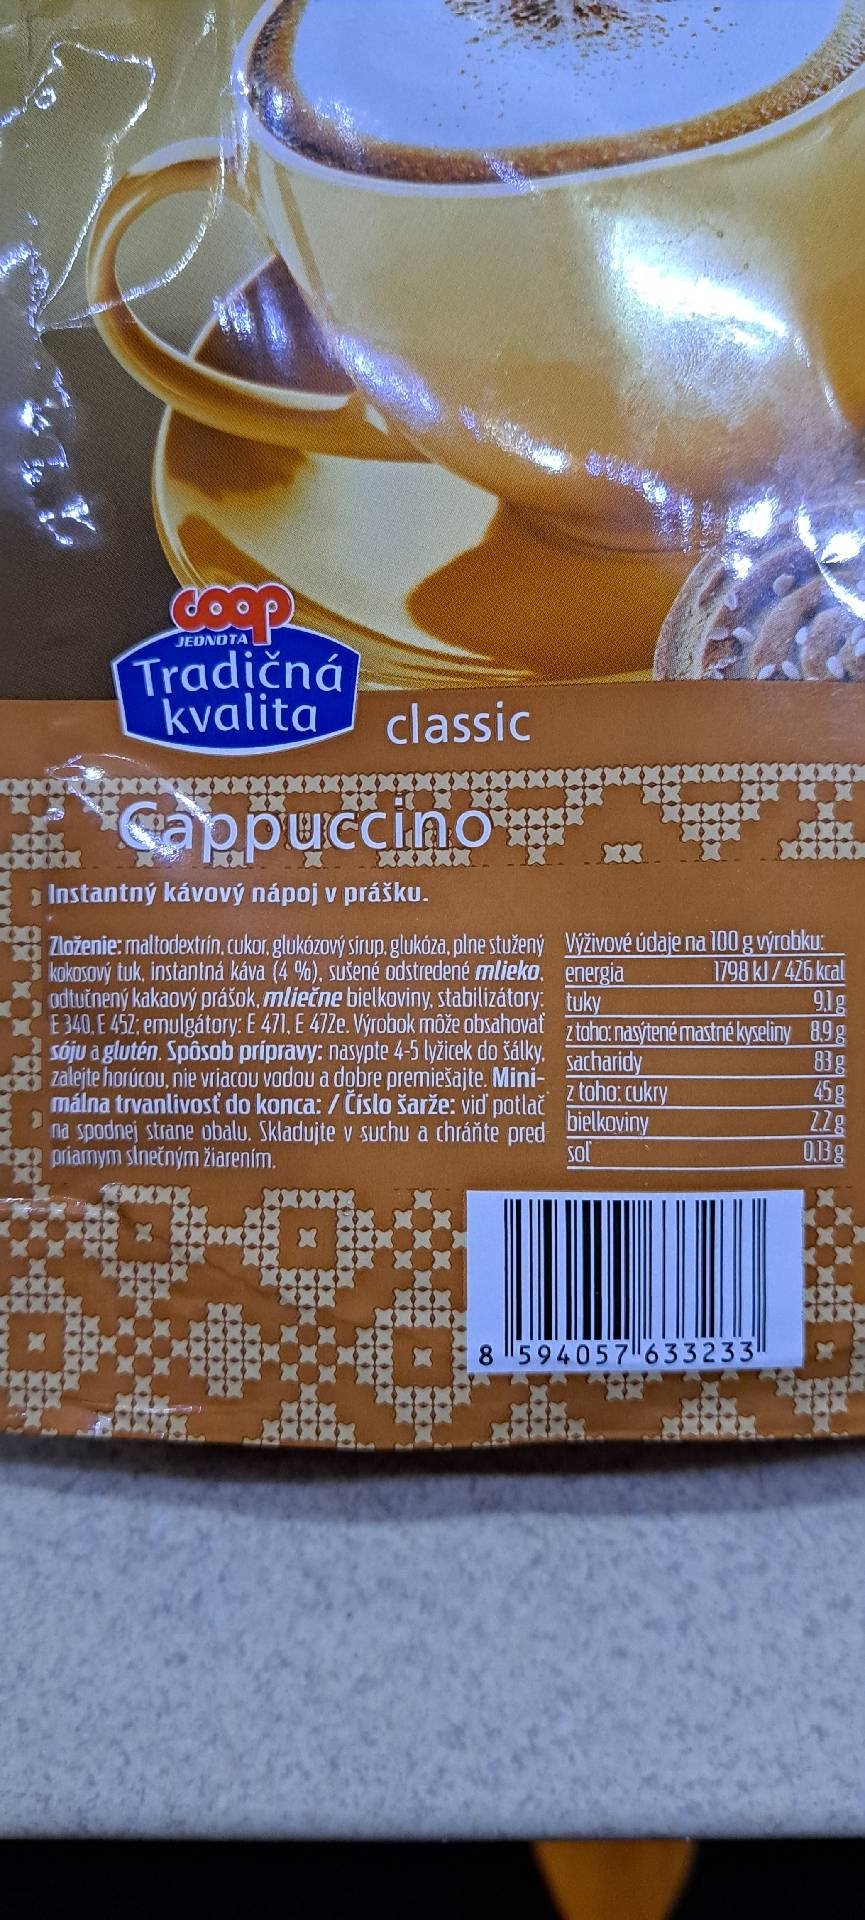 coop
JEDNOTA
Tradičná
kvalita
classic
Cappuccino
Instantný kávový nápoj v prášku.
Zloženie: maltodextrín, cukor, glukózový sirup, glukóza, plne stužený
kokosový tuk, instantná káva (4 %), sušené odstredené mlieko,
odtučnený kakaový prášok, mliečne bielkoviny, stabilizátory:
E 340, E 452; emulgátory: E 471, E 472e. Výrobok môže obsahovať
sóju a glutén. Spôsob prípravy: nasypte 4-5 lyžicek do šálky,
zalejte horúcou, nie vriacou vodou a dobre premiešajte. Mini-
málna trvanlivosť do konca: / Číslo šarže: viď potlač
na spodnej strane obalu. Skladujte v suchu a chráňte pred
priamym slnečným žiarením.
Výživové údaje na 100 g výrobku:
energia 1798 kJ / 426 kcal
tuky 9,1 g
z toho: nasýtené mastné kyseliny 8,9 g
sacharidy 83 g
z toho: cukry 45 g
bielkoviny 2,2 g
soľ 0,13 g
8 594057 633233